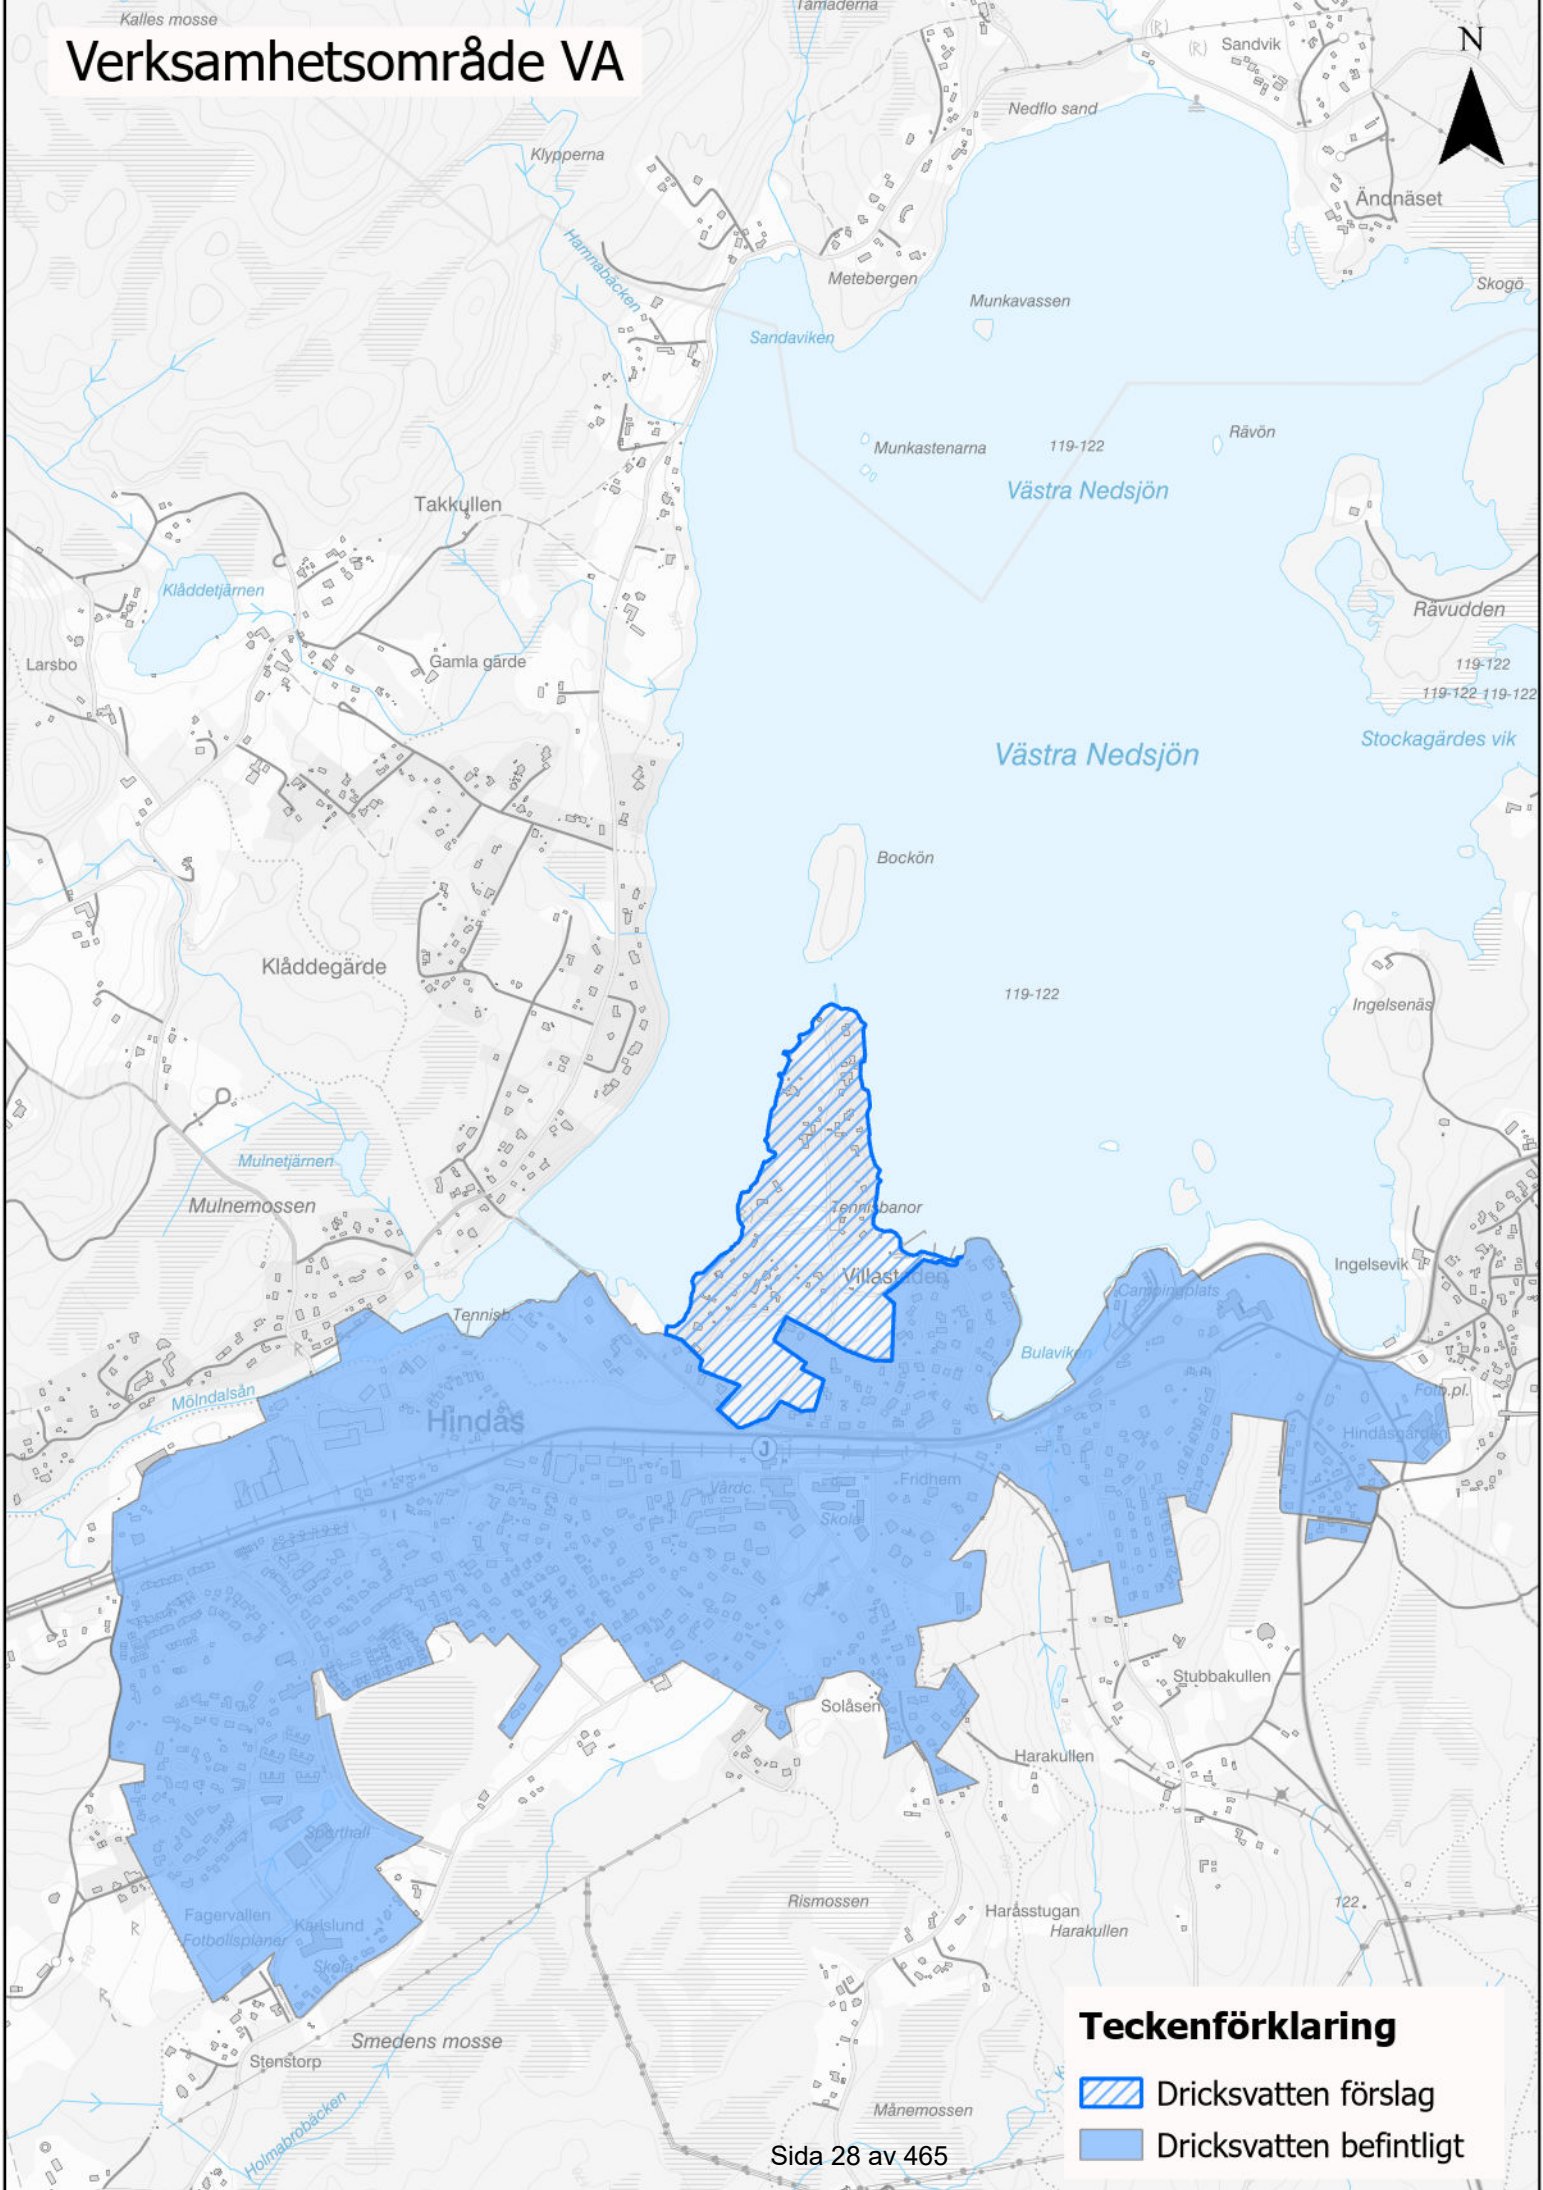 Tämaderna
Kalles mosse
Verksamhetsområde VA
N
(R)
(R)
Sandvik
Nedflo sand
Klypperna
Ändnäset
Hamnabäcken
Metebergen
Skogö
Munkavassen
Sandaviken
Rävön
Munkastenarna
119-122
Västra Nedsjön
Takkullen
Klåddetjärnen
Rävudden
Larsbo
Gamla gärde
119-122
119-122 119-122
Stockagärdes vik
Västra Nedsjön
Bockön
Klåddegärde
119-122
Ingelsenäs
Mulnetjärnen
Mulnemossen
Tennisbanor
Villastaden
Ingelsevik
Campingplats
Tennisb.
R
Bulaviken
Mölndalsån
Fotb.pl.
Hindås
Hindåsgården
J
Fridhem
Vårdc.
Skola
Stubbakullen
Solåsen
Harakullen
Sporthall
Rismossen
122
Fagervallen
Karlslund
Haråsstugan
Harakullen
Fotbollsplaner
R
Skola
R
Smedens mosse
Stenstorp
Teckenförklaring
Dricksvatten förslag
Månemossen
Holmabrobäcken
Dricksvatten befintligt
Sida 28 av 465